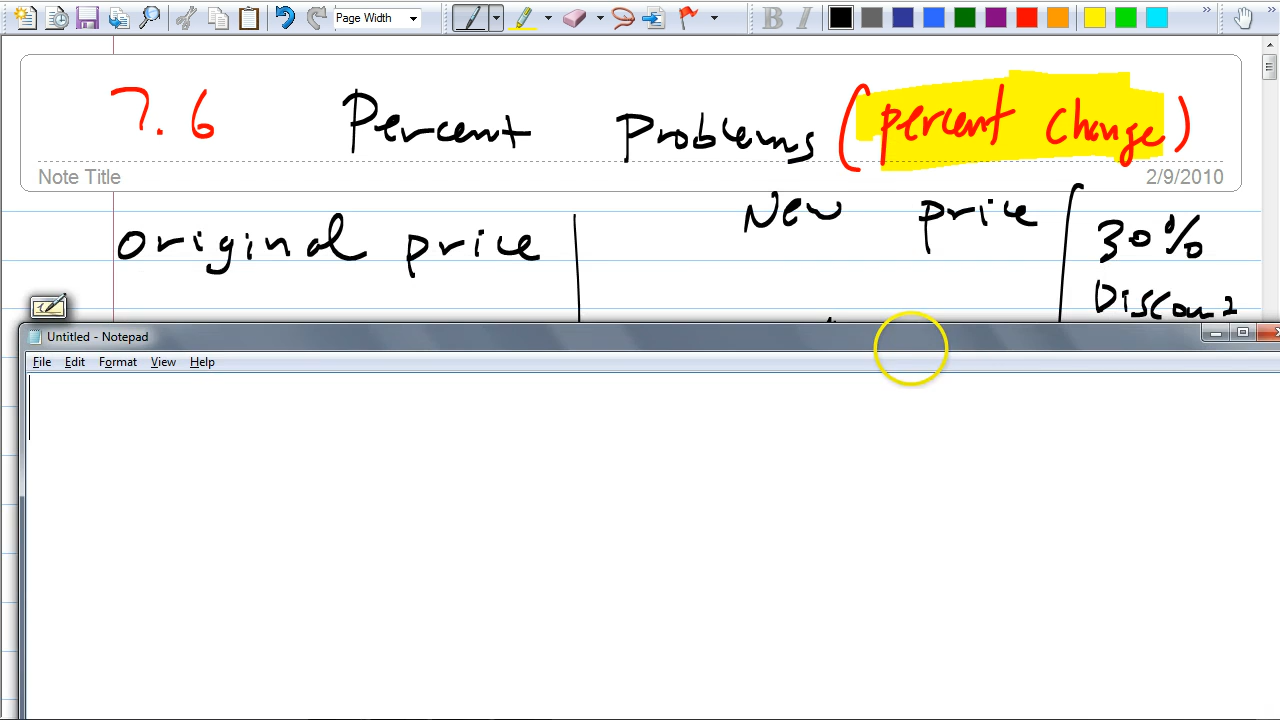 Page Width
B I
7.6 Percent Problems (percent change)
Note Title 2/9/2010
original price New price 30%
Discount
Untitled - Notepad
File Edit Format View Help